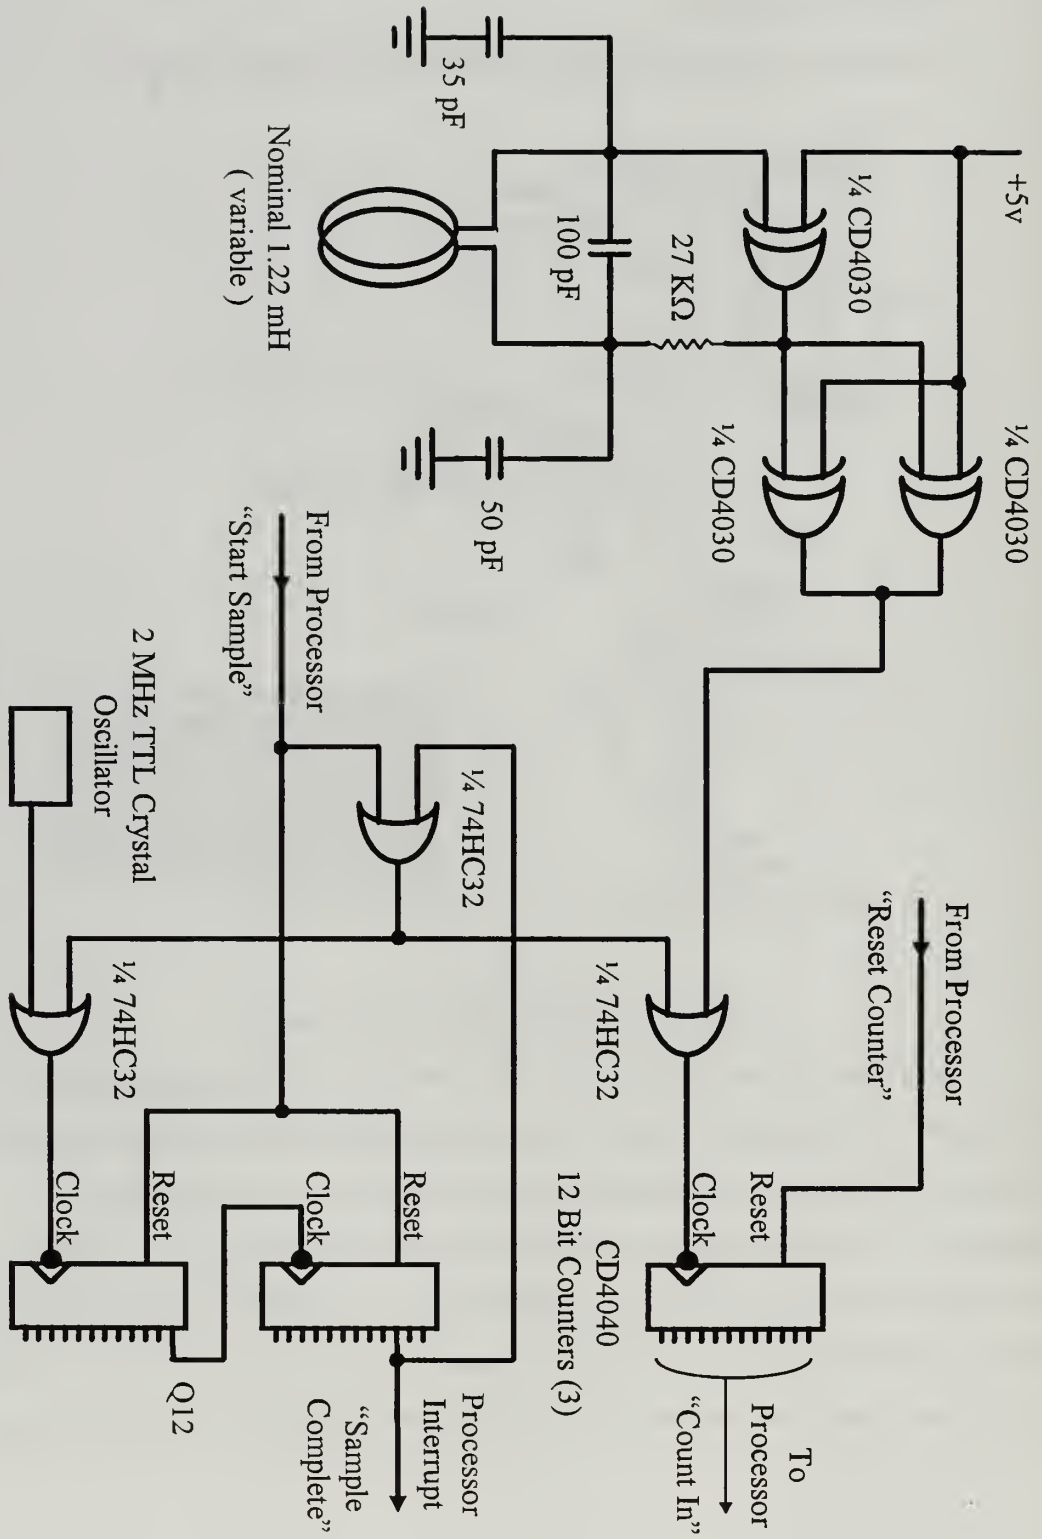 +5v
¼ CD4030
¼ CD4030
¼ CD4030
27 KΩ
100 pF
35 pF
50 pF
Nominal 1.22 mH
( variable )
From Processor
"Reset Counter"
From Processor
"Start Sample"
¼ 74HC32
¼ 74HC32
¼ 74HC32
2 MHz TTL Crystal
Oscillator
Reset
Clock
CD4040
12 Bit Counters (3)
To
Processor
"Count In"
Reset
Clock
Processor
Interrupt
"Sample
Complete"
Reset
Clock
Q12